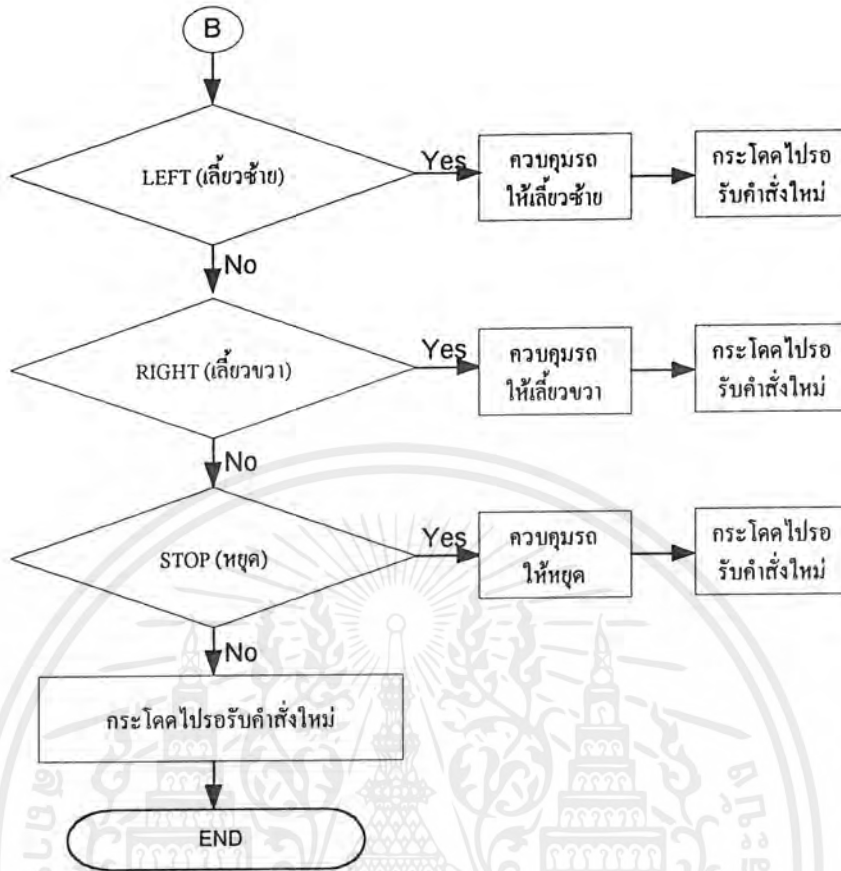 B
LEFT (เลี้ยวซ้าย)
Yes
ควบคุมรถ
ให้เลี้ยวซ้าย
กระโดดไปรอ
รับคำสั่งใหม่
No
RIGHT (เลี้ยวขวา)
Yes
ควบคุมรถ
ให้เลี้ยวขวา
กระโดดไปรอ
รับคำสั่งใหม่
No
STOP (หยุด)
Yes
ควบคุมรถ
ให้หยุด
กระโดดไปรอ
รับคำสั่งใหม่
No
กระโดดไปรอรับคำสั่งใหม่
END